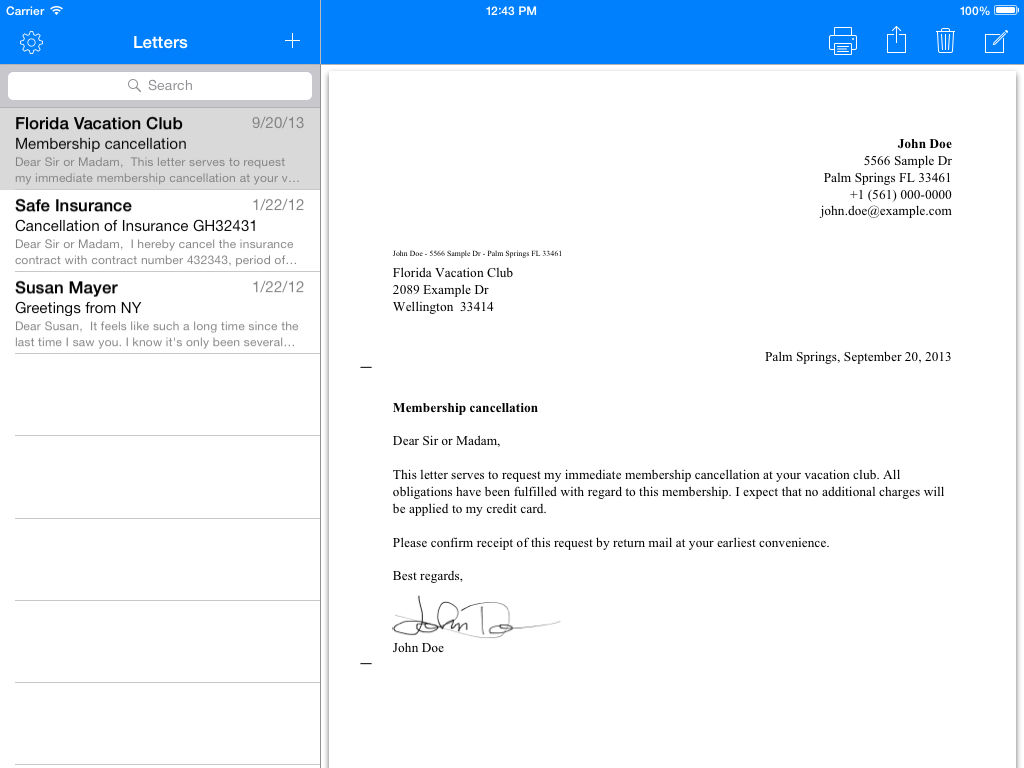 Carrier 12:43 PM 100%
Letters +
Search
Florida Vacation Club 9/20/13
Membership cancellation
Dear Sir or Madam,  This letter serves to request
my immediate membership cancellation at your v…
Safe Insurance 1/22/12
Cancellation of Insurance GH32431
Dear Sir or Madam,  I hereby cancel the insurance
contract with contract number 432343, period of…
Susan Mayer 1/22/12
Greetings from NY
Dear Susan,  It feels like such a long time since the
last time I saw you. I know it's only been several…
John Doe
5566 Sample Dr
Palm Springs FL 33461
+1 (561) 000-0000
john.doe@example.com
John Doe - 5566 Sample Dr - Palm Springs FL 33461
Florida Vacation Club
2089 Example Dr
Wellington  33414
Palm Springs, September 20, 2013
Membership cancellation
Dear Sir or Madam,
This letter serves to request my immediate membership cancellation at your vacation club. All
obligations have been fulfilled with regard to this membership. I expect that no additional charges will
be applied to my credit card.
Please confirm receipt of this request by return mail at your earliest convenience.
Best regards,
John Doe
John Doe